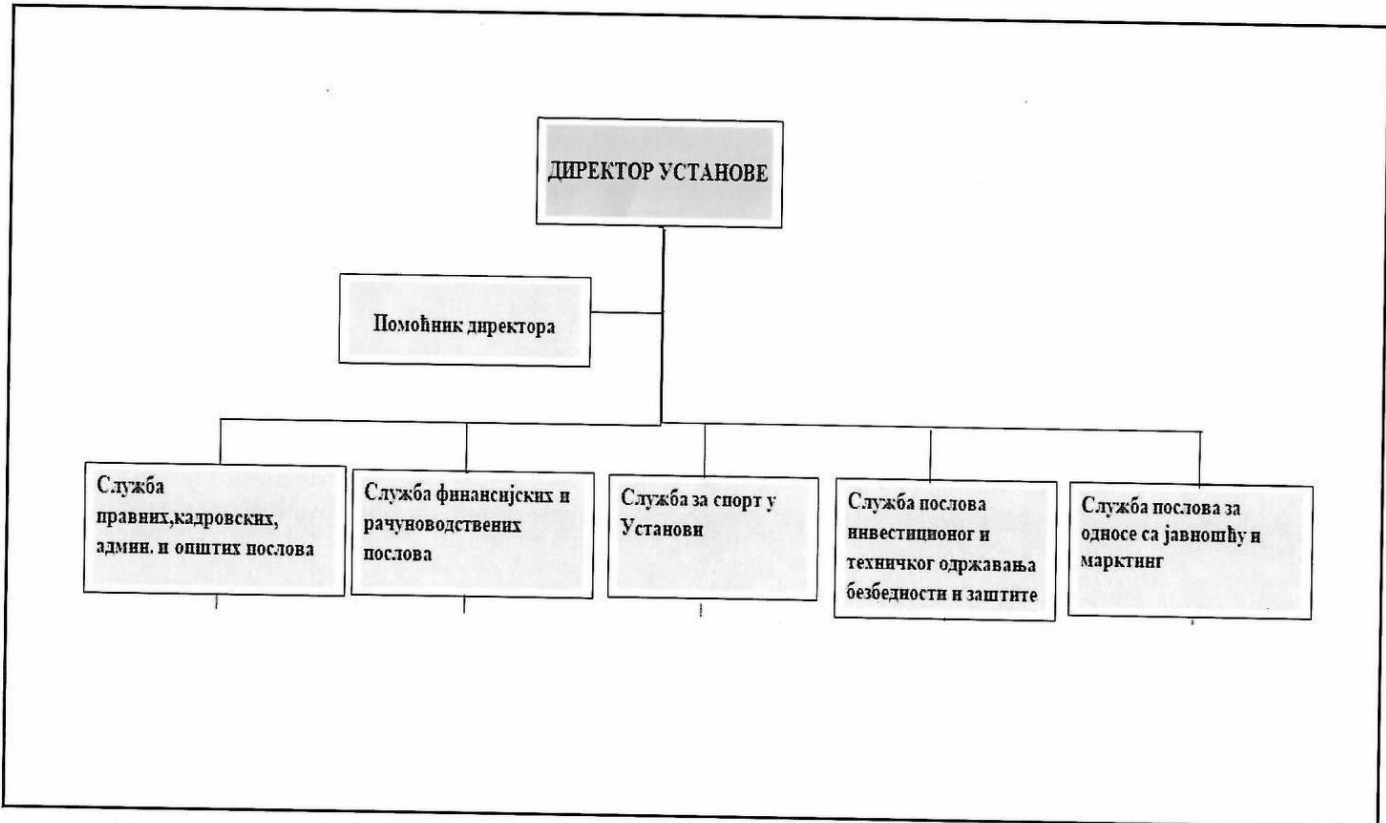 ДИРЕКТОР УСТАНОВЕ
Помоћник директора
Служба
правних,кадровских,
админ. и општих послова
Служба финансијских и
рачуноводствених
послова
Служба за спорт у
Установи
Служба послова
инвестиционог и
техничког одржавања
безбедности и заштите
Служба послова за
односе са јавношћу и
марктинг